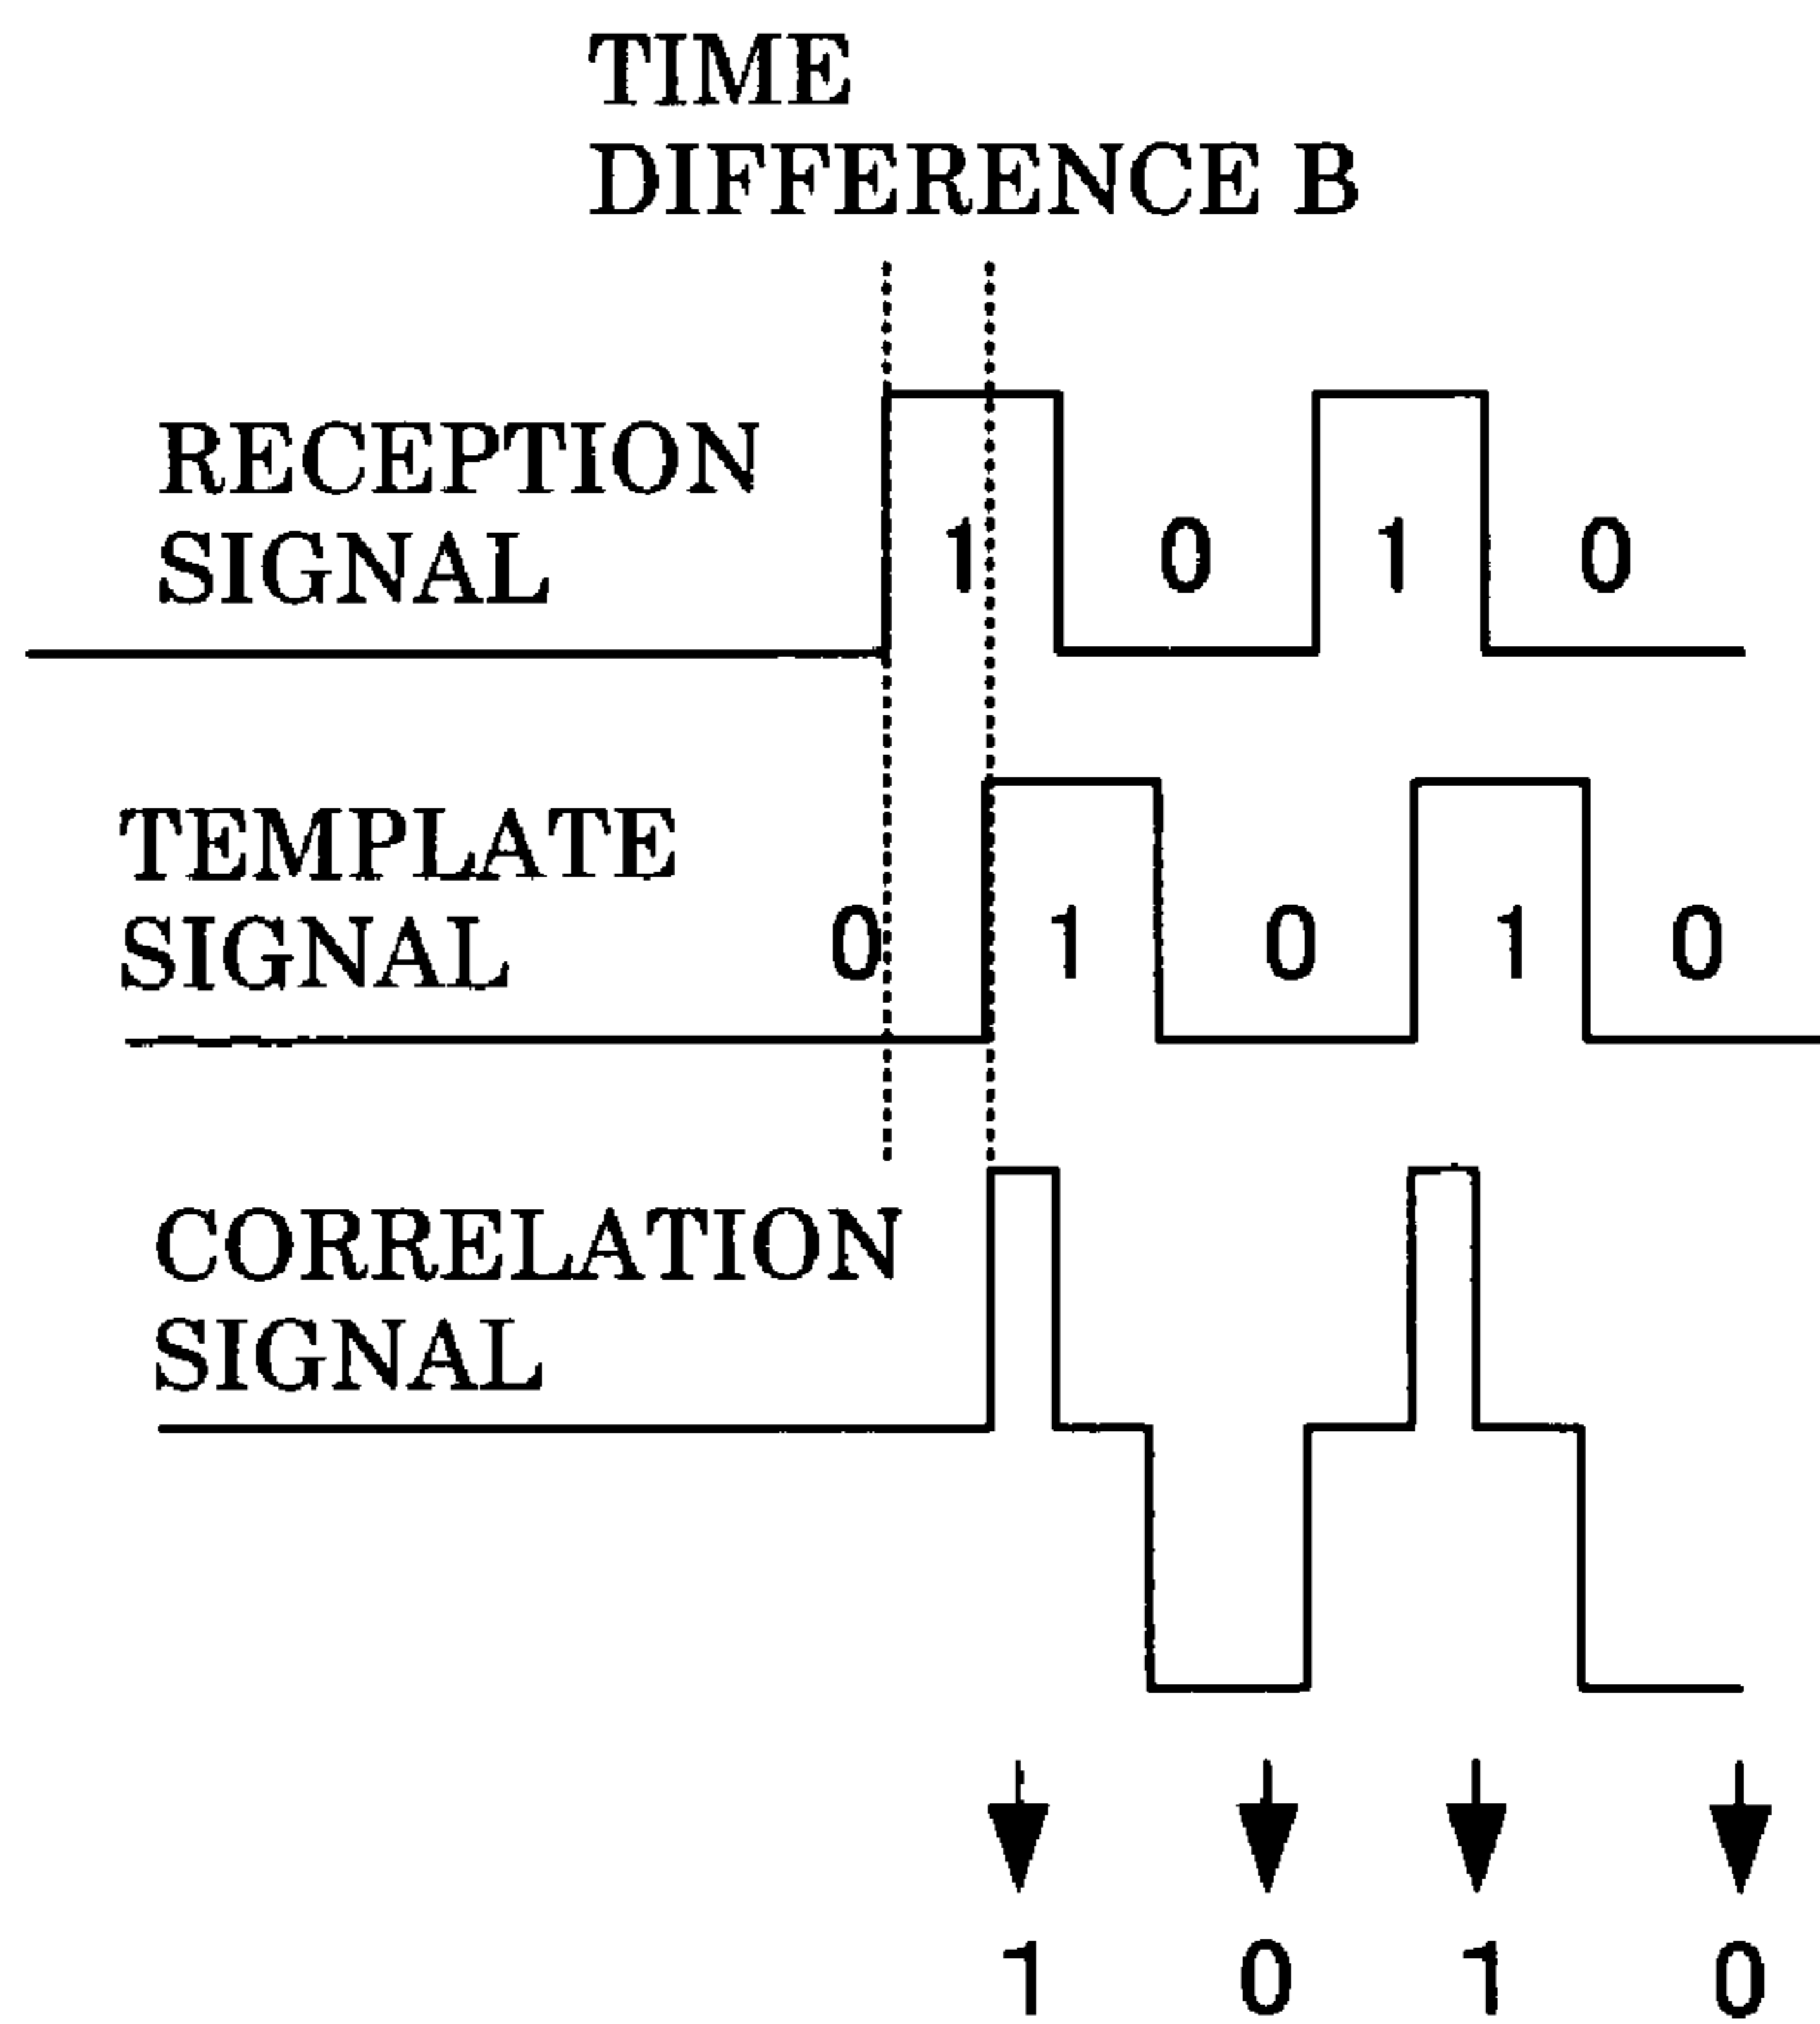 TIME
DIFFERENCE B
RECEPTION
SIGNAL
1 0 1 0
TEMPLATE
SIGNAL
0 1 0 1 0
CORRELATION
SIGNAL
1 0 1 0